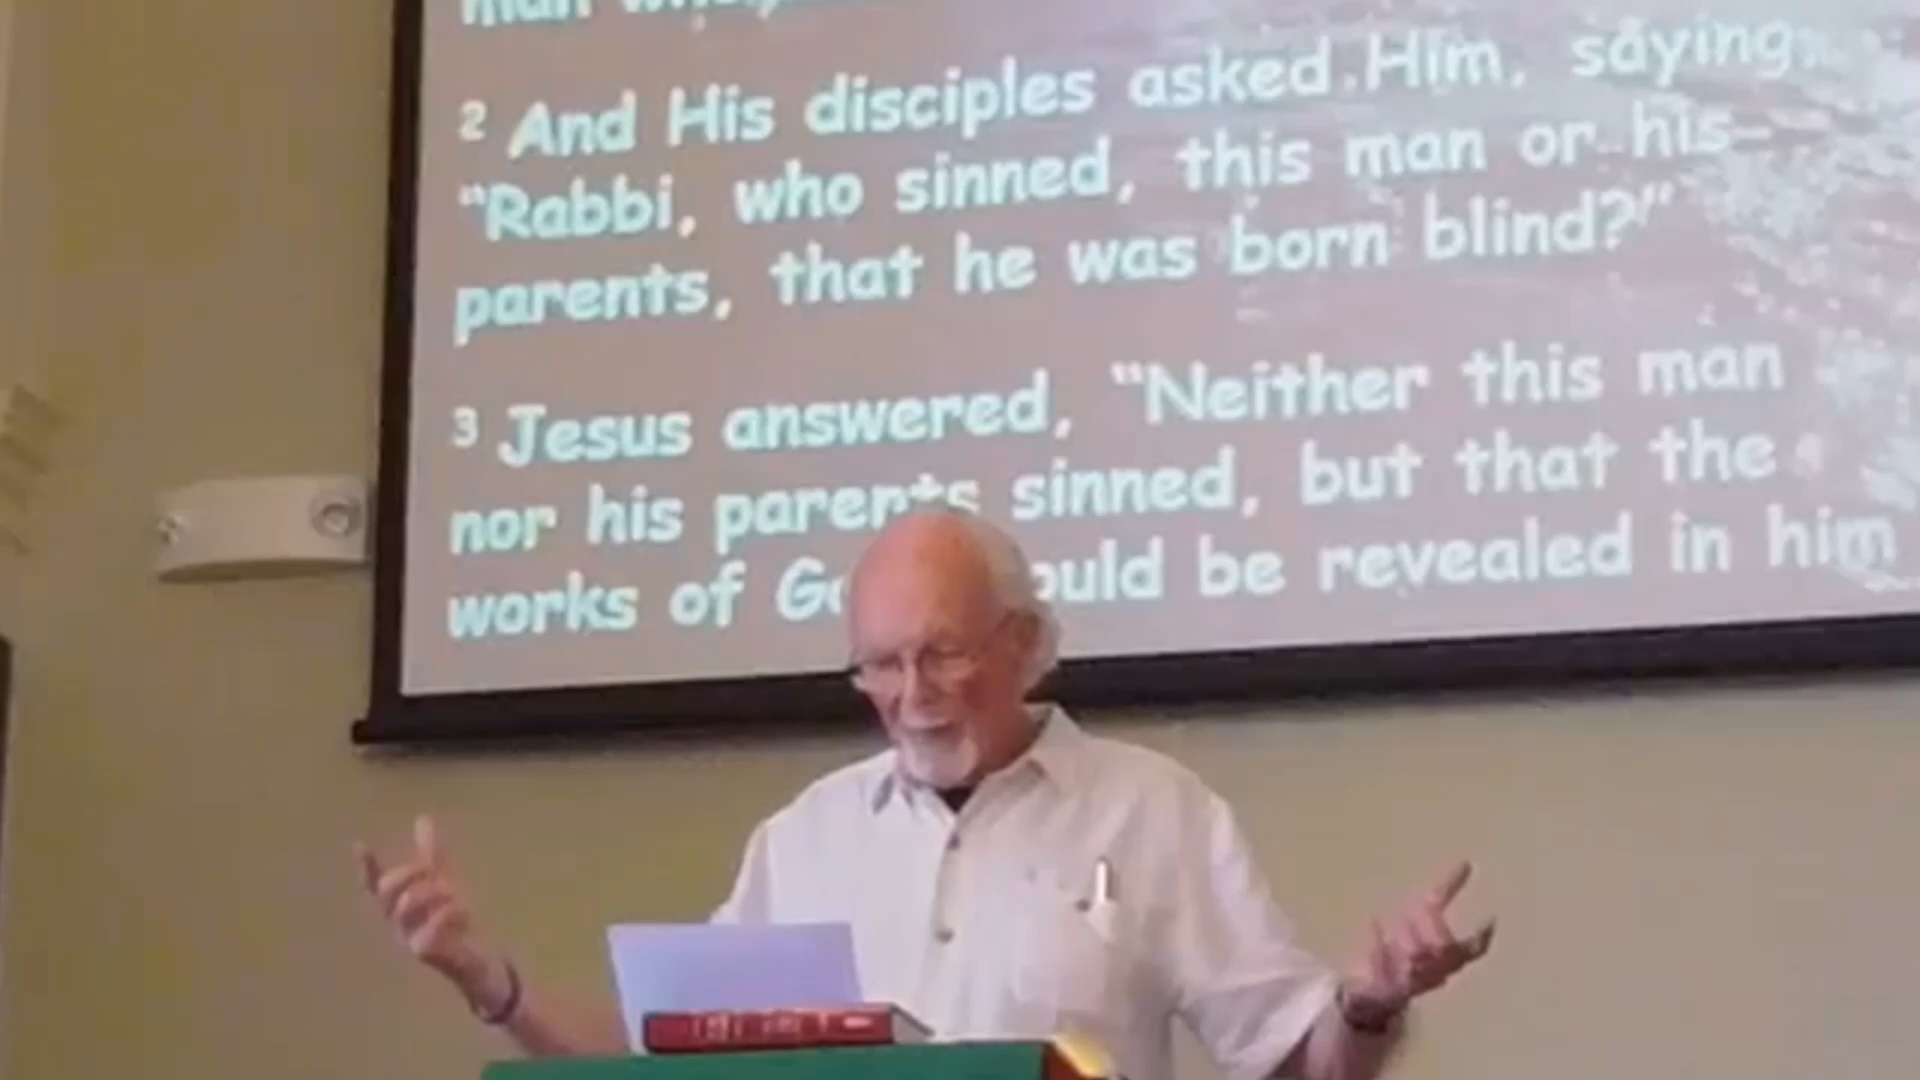 man
2 And His disciples asked Him, saying,
"Rabbi, who sinned, this man or his
parents, that he was born blind?"
3 Jesus answered, "Neither this man
nor his parents sinned, but that the
works of be revealed in him